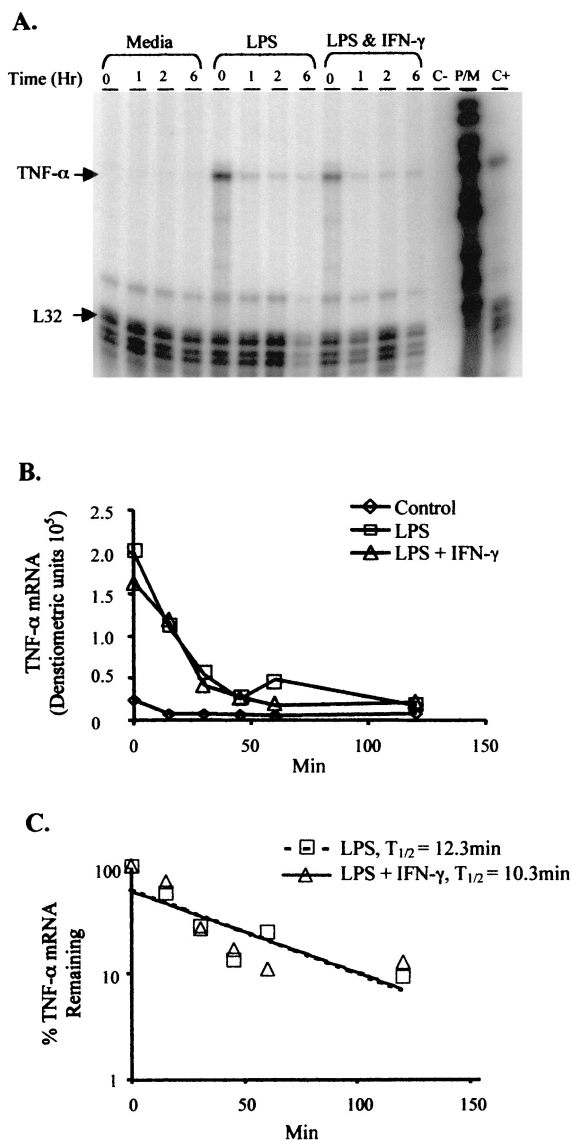 A.
Media LPS LPS & IFN-γ
Time (Hr) 0 1 2 6 0 1 2 6 0 1 2 6 C- P/M C+
TNF-α
L32
B.
Control
LPS
LPS + IFN-γ
TNF-α mRNA
(Denstiometric units 10⁵)
2.5
2.0
1.5
1.0
0.5
0
0 50 100 150
Min
C.
LPS, T1/2 = 12.3min
LPS + IFN-γ, T1/2 = 10.3min
% TNF-α mRNA
Remaining
100
10
1
0 50 100 150
Min